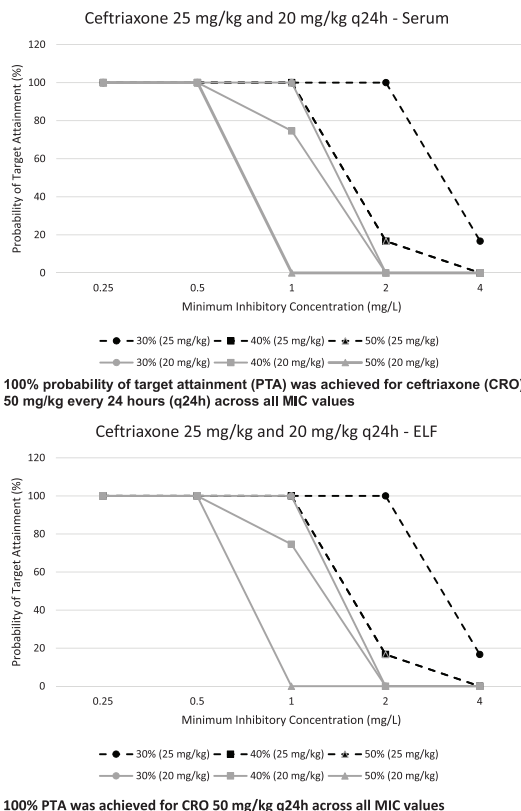 Ceftriaxone 25 mg/kg and 20 mg/kg q24h - Serum
Probability of Target Attainment (%)
120
100
80
60
40
20
0
0.25 0.5 1 2 4
Minimum Inhibitory Concentration (mg/L)
30% (25 mg/kg) 40% (25 mg/kg) 50% (25 mg/kg)
30% (20 mg/kg) 40% (20 mg/kg) 50% (20 mg/kg)
100% probability of target attainment (PTA) was achieved for ceftriaxone (CRO)
50 mg/kg every 24 hours (q24h) across all MIC values
Ceftriaxone 25 mg/kg and 20 mg/kg q24h - ELF
Probability of Target Attainment (%)
120
100
80
60
40
20
0
0.25 0.5 1 2 4
Minimum Inhibitory Concentration (mg/L)
30% (25 mg/kg) 40% (25 mg/kg) 50% (25 mg/kg)
30% (20 mg/kg) 40% (20 mg/kg) 50% (20 mg/kg)
100% PTA was achieved for CRO 50 mg/kg q24h across all MIC values